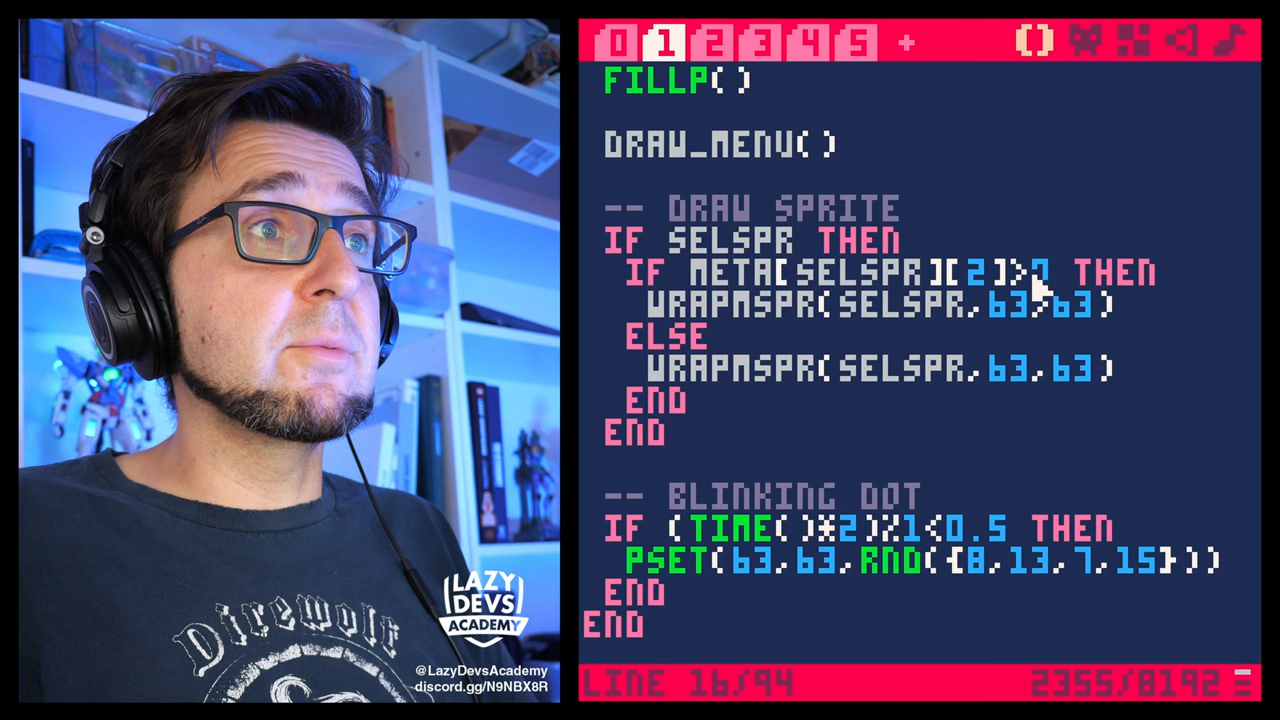 0 1 2 3 4 5 +
FILLP()
DRAW_MENU()
-- DRAW SPRITE
IF SELSPR THEN
IF META[SELSPR][2]> THEN
WRAPMSPR(SELSPR,63,63)
ELSE
WRAPMSPR(SELSPR,63,63)
END
END
-- BLINKING DOT
IF (TIME()*2)%1<0.5 THEN
PSET(63,63,RND({8,13,7,15}))
END
END
LINE 16/94 2355/8192
Direwolf
LAZY
DEVS
ACADEMY
@LazyDevsAcademy
discord.gg/N9NBX8R